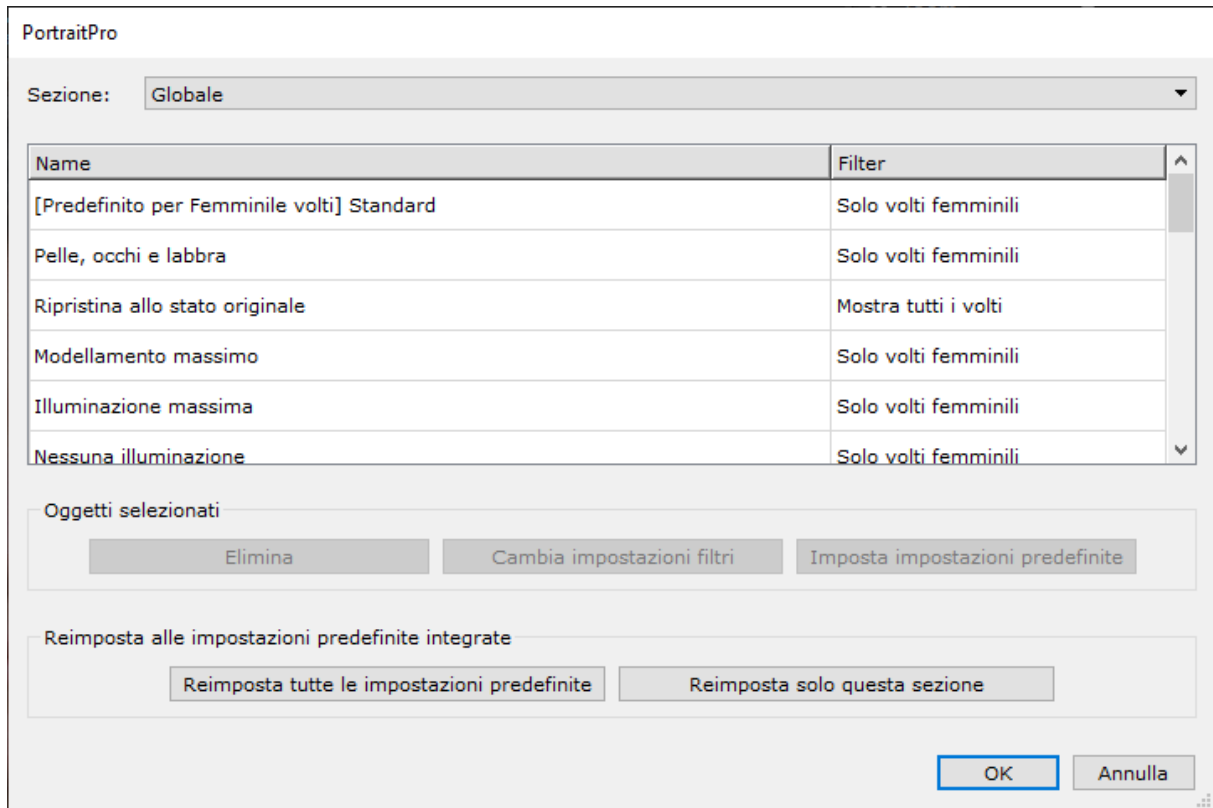 PortraitPro
Sezione: Globale
Name Filter
[Predefinito per Femminile volti] Standard Solo volti femminili
Pelle, occhi e labbra Solo volti femminili
Ripristina allo stato originale Mostra tutti i volti
Modellamento massimo Solo volti femminili
Illuminazione massima Solo volti femminili
Nessuna illuminazione Solo volti femminili
Oggetti selezionati
Elimina Cambia impostazioni filtri Imposta impostazioni predefinite
Reimposta alle impostazioni predefinite integrate
Reimposta tutte le impostazioni predefinite Reimposta solo questa sezione
OK Annulla